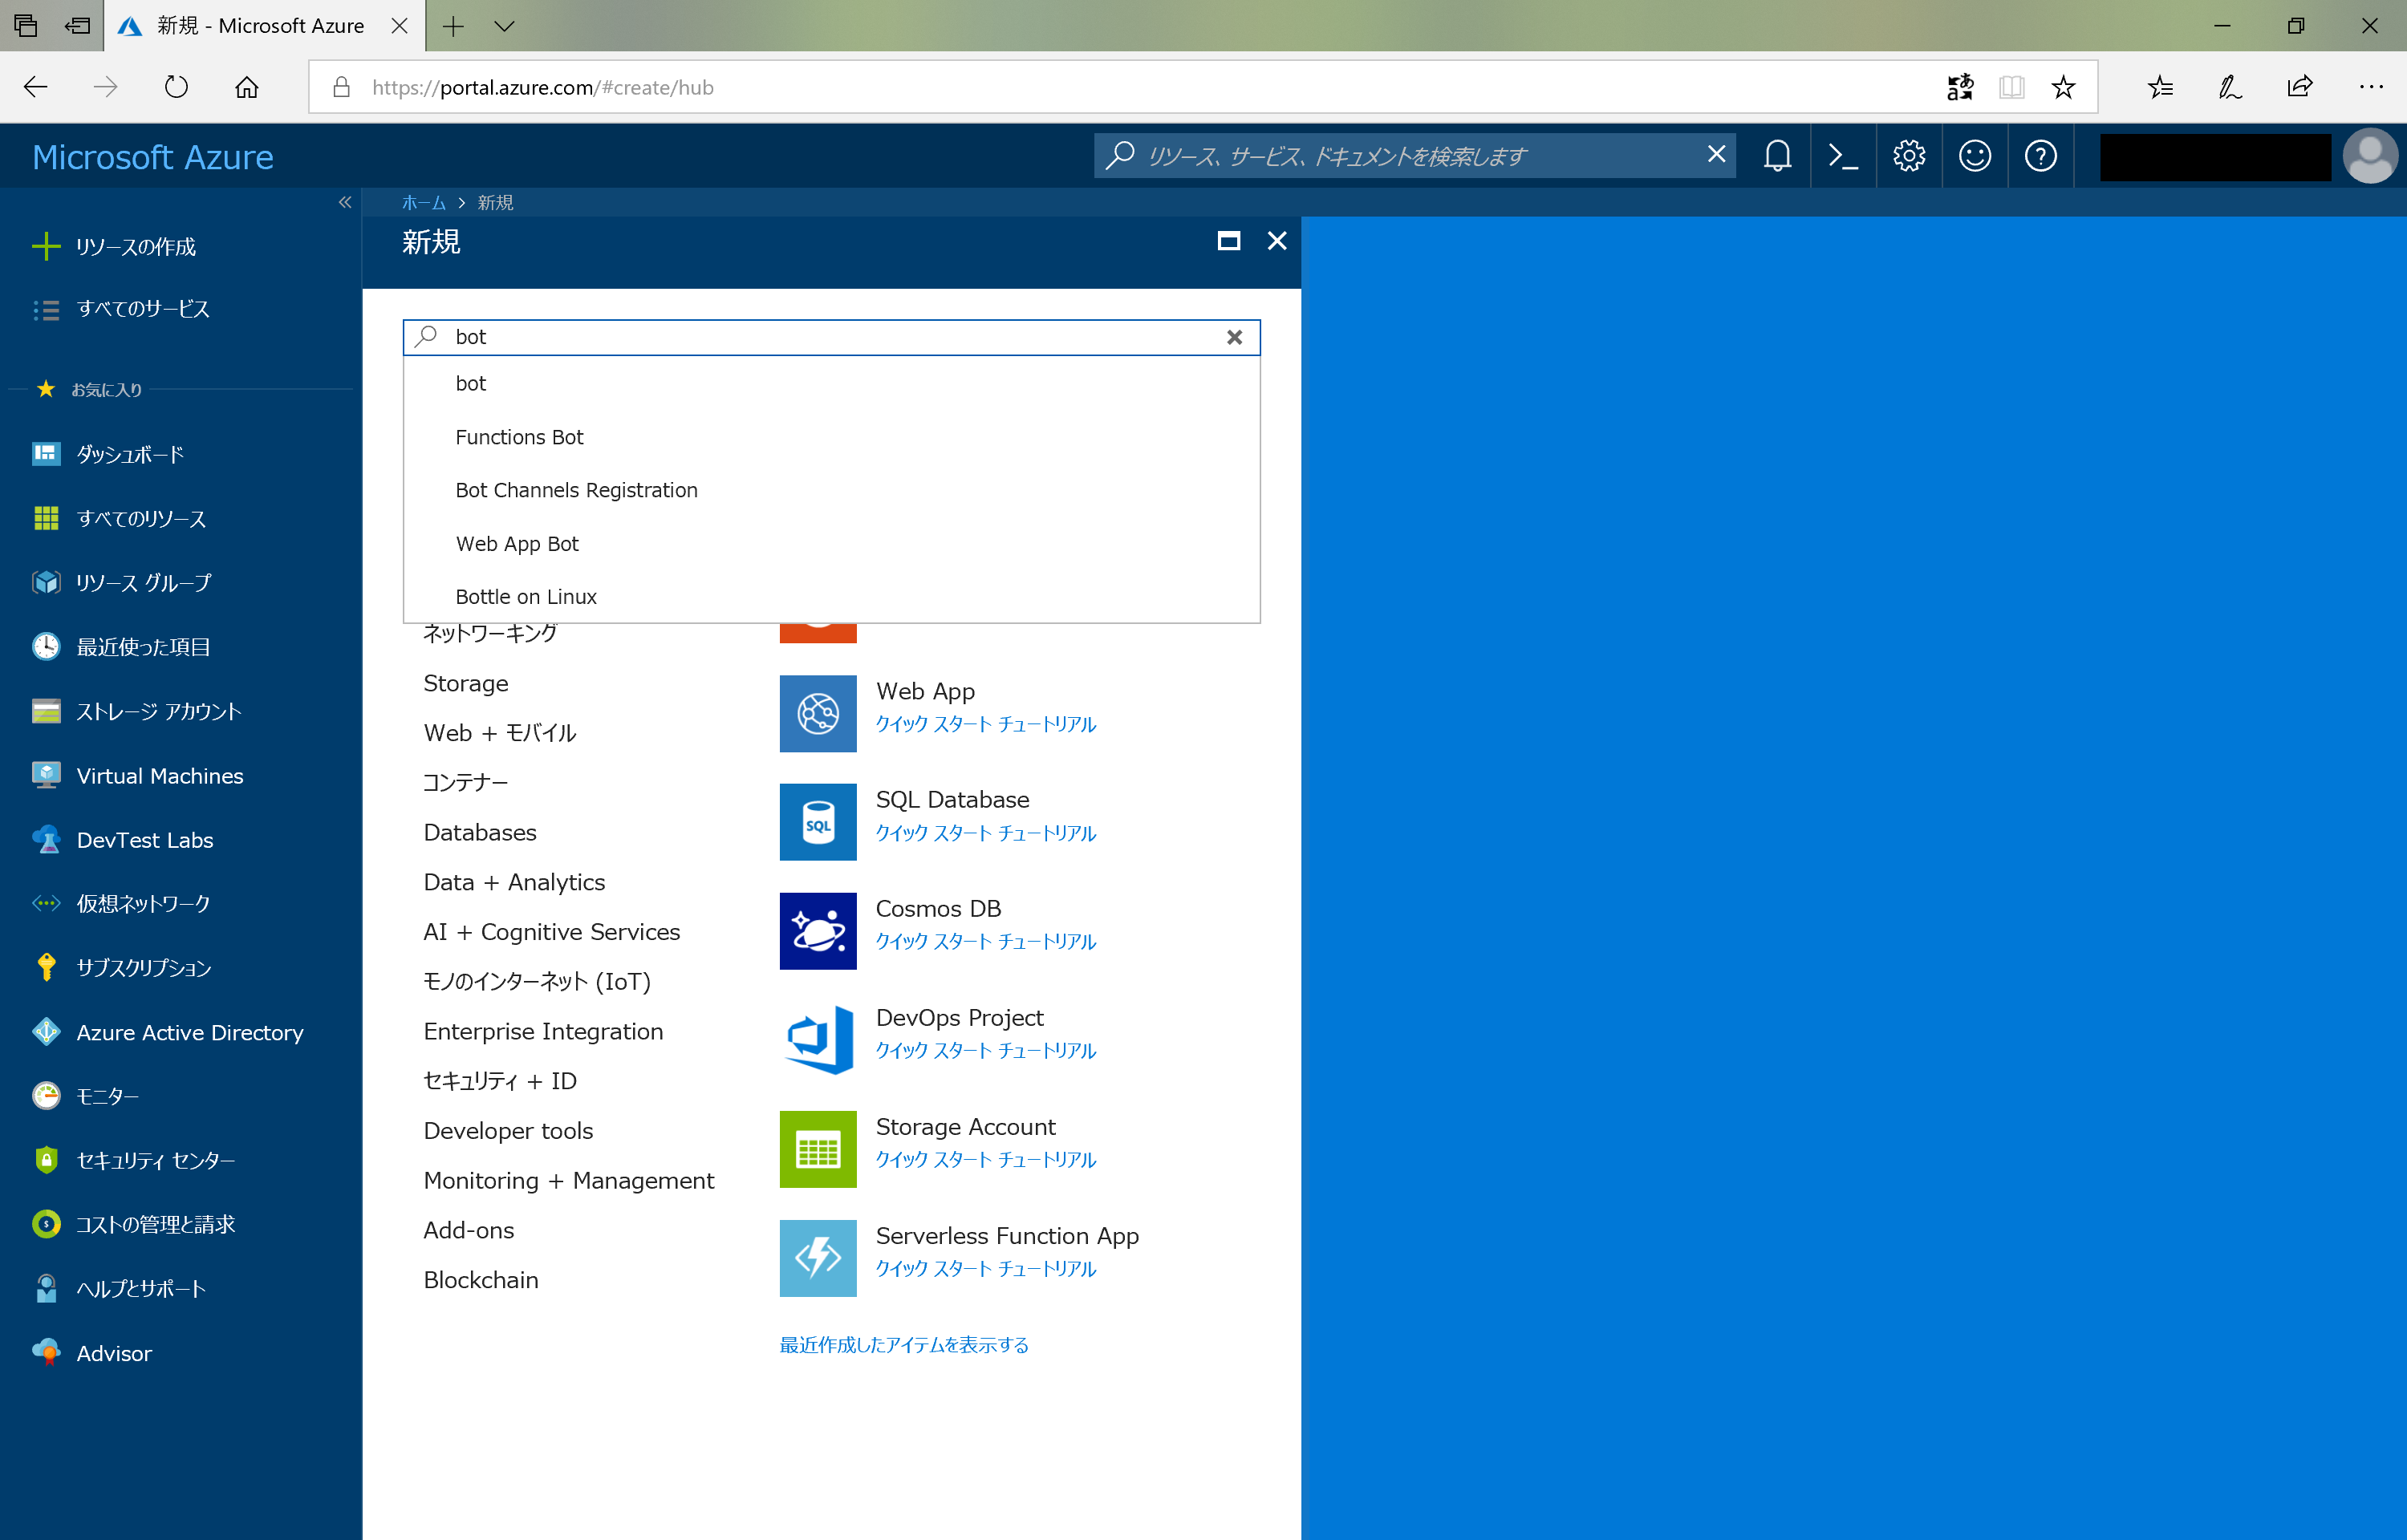 新規 - Microsoft Azure
https://portal.azure.com/#create/hub
Microsoft Azure
リソース、サービス、ドキュメントを検索します
ホーム > 新規
リソースの作成
すべてのサービス
お気に入り
ダッシュボード
すべてのリソース
リソース グループ
最近使った項目
ストレージ アカウント
Virtual Machines
DevTest Labs
仮想ネットワーク
サブスクリプション
Azure Active Directory
モニター
セキュリティ センター
コストの管理と請求
ヘルプとサポート
Advisor
新規
bot
bot
Functions Bot
Bot Channels Registration
Web App Bot
Bottle on Linux
ネットワーキング
Storage
Web + モバイル
コンテナー
Databases
Data + Analytics
AI + Cognitive Services
モノのインターネット (IoT)
Enterprise Integration
セキュリティ + ID
Developer tools
Monitoring + Management
Add-ons
Blockchain
Web App
クイック スタート チュートリアル
SQL
SQL Database
クイック スタート チュートリアル
Cosmos DB
クイック スタート チュートリアル
DevOps Project
クイック スタート チュートリアル
Storage Account
クイック スタート チュートリアル
Serverless Function App
クイック スタート チュートリアル
最近作成したアイテムを表示する